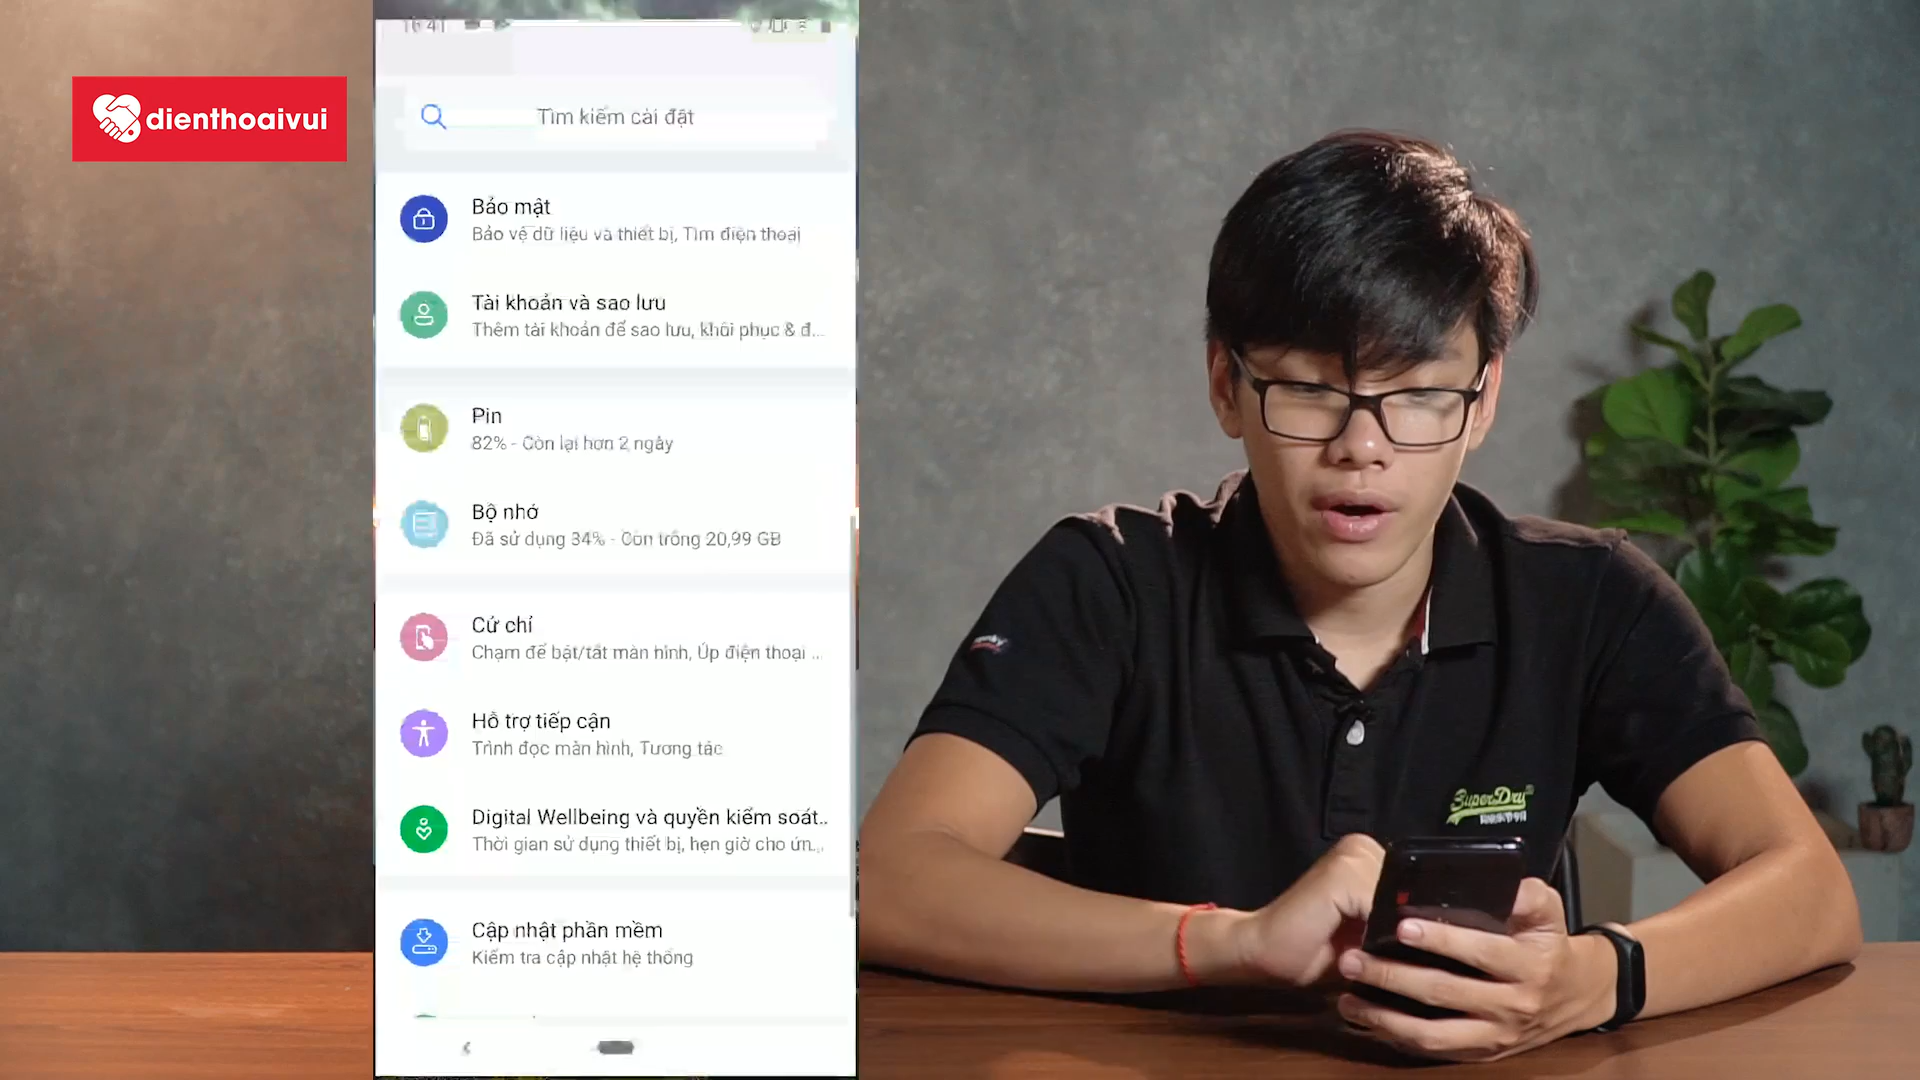 dienthoaivui
16:41
Tìm kiếm cài đặt
Bảo mật
Bảo vệ dữ liệu và thiết bị, Tìm điện thoại
Tài khoản và sao lưu
Thêm tài khoản để sao lưu, khôi phục & đ...
Pin
82% - Còn lại hơn 2 ngày
Bộ nhớ
Đã sử dụng 34% - Còn trống 20,99 GB
Cử chỉ
Chạm để bật/tắt màn hình, Úp điện thoại ...
Hỗ trợ tiếp cận
Trình đọc màn hình, Tương tác
Digital Wellbeing và quyền kiểm soát..
Thời gian sử dụng thiết bị, hẹn giờ cho ứn...
Cập nhật phần mềm
Kiểm tra cập nhật hệ thống
SuperDry